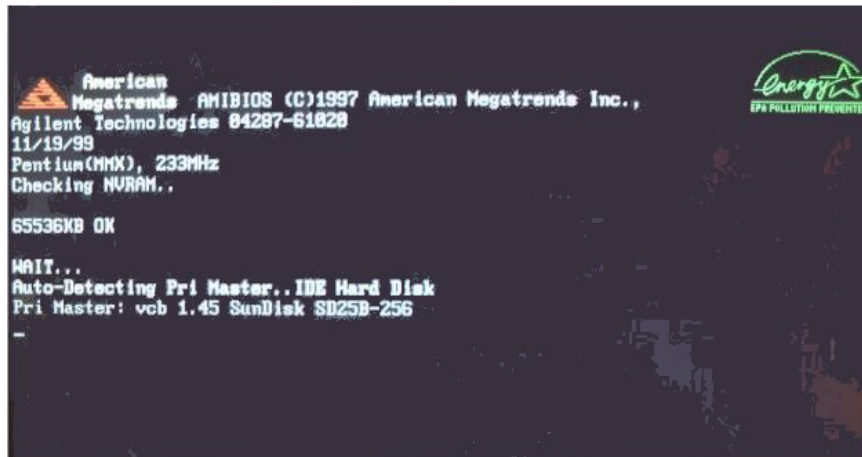 American
Megatrends AMIBIOS (C)1997 American Megatrends Inc.,
energy
EPA POLLUTION PREVENTE
Agilent Technologies 04287-61020
11/19/99
Pentium(MMX), 233MHz
Checking NVRAM..
65536KB OK
WAIT...
Auto-Detecting Pri Master..IDE Hard Disk
Pri Master: vcb 1.45 SunDisk SD25B-256